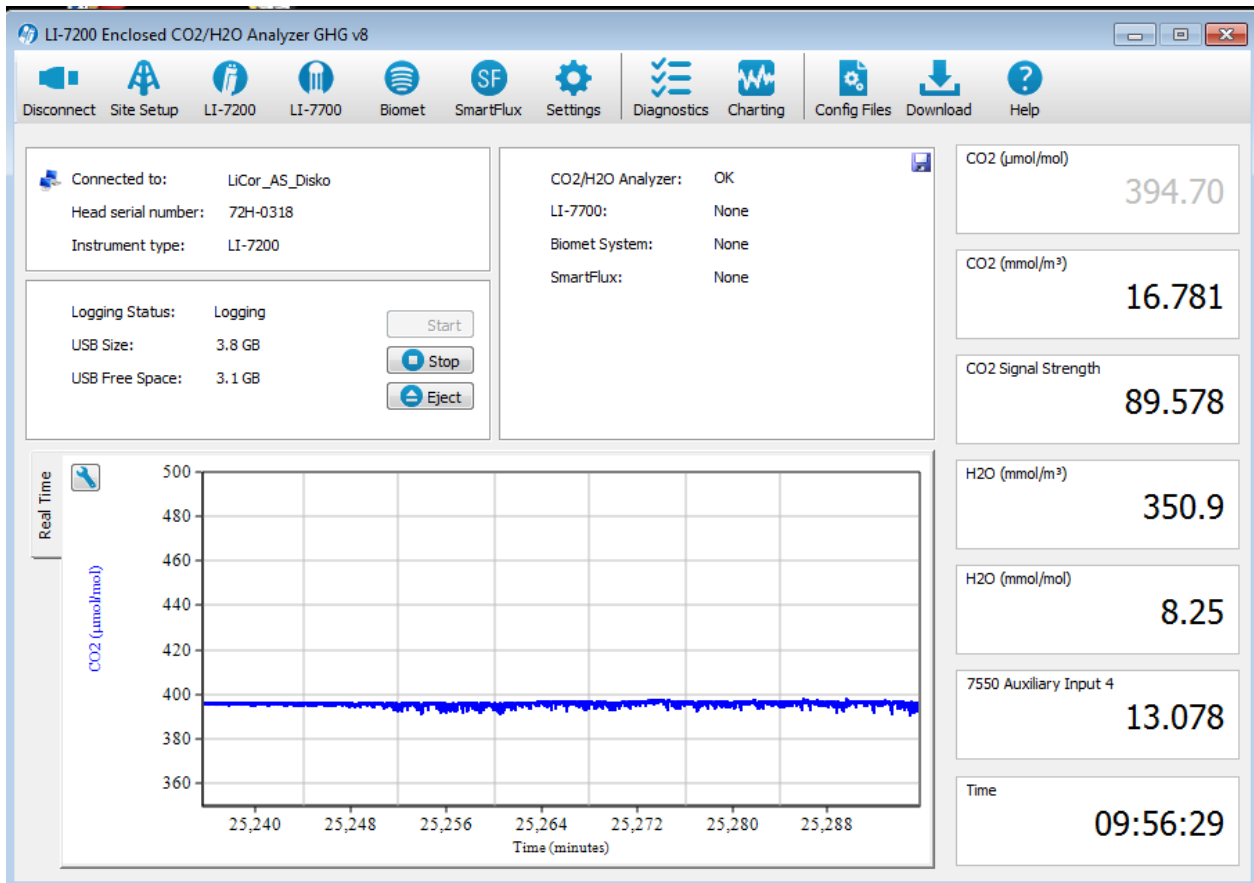 LI-7200 Enclosed CO2/H2O Analyzer GHG v8
Disconnect Site Setup LI-7200 LI-7700 Biomet SmartFlux Settings Diagnostics Charting Config Files Download Help
SF
?
Connected to: LiCor_AS_Disko
Head serial number: 72H-0318
Instrument type: LI-7200
CO2/H2O Analyzer: OK
LI-7700: None
Biomet System: None
SmartFlux: None
Logging Status: Logging
USB Size: 3.8 GB
USB Free Space: 3.1 GB
Start
Stop
Eject
Real Time
CO2 (µmol/mol)
500
480
460
440
420
400
380
360
25,240 25,248 25,256 25,264 25,272 25,280 25,288
Time (minutes)
CO2 (µmol/mol)
394.70
CO2 (mmol/m³)
16.781
CO2 Signal Strength
89.578
H2O (mmol/m³)
350.9
H2O (mmol/mol)
8.25
7550 Auxiliary Input 4
13.078
Time
09:56:29